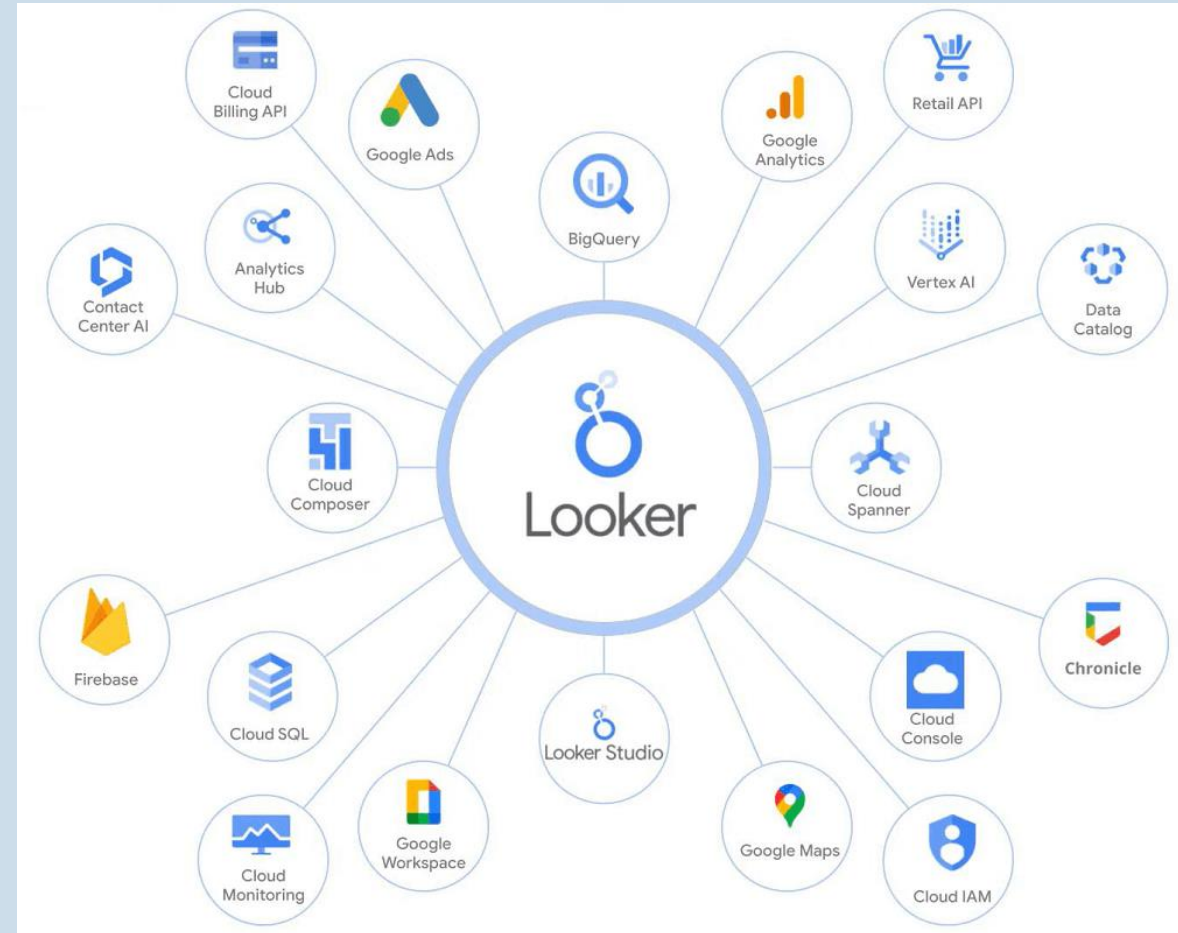 Cloud
Billing API
Google Ads
Google
Analytics
Retail API
BigQuery
Analytics
Hub
Vertex AI
Contact
Center AI
Data
Catalog
Cloud
Composer
Looker
Cloud
Spanner
Firebase
Cloud SQL
Looker Studio
Cloud
Console
Chronicle
Cloud
Monitoring
Google
Workspace
Google Maps
Cloud IAM